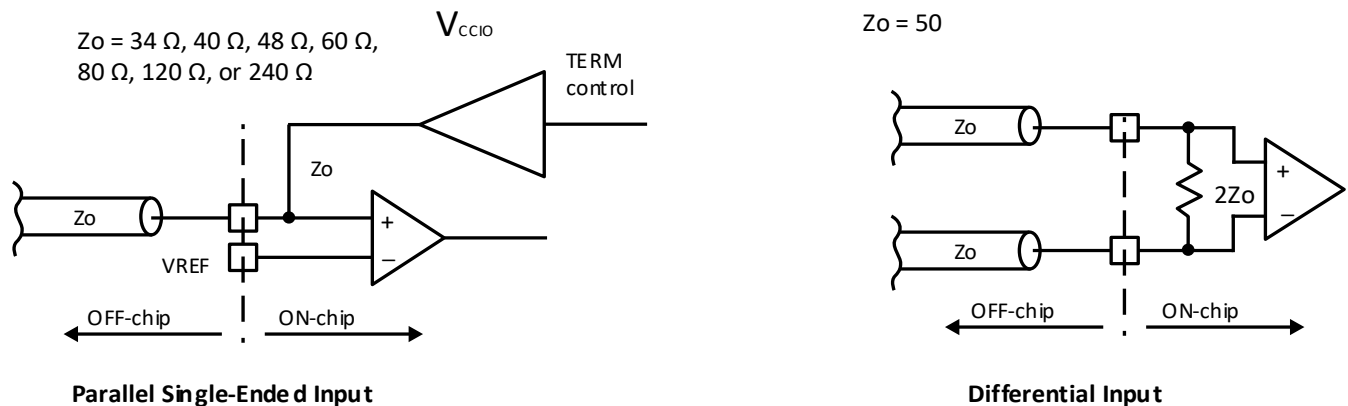 Zo = 34 Ω, 40 Ω, 48 Ω, 60 Ω,
80 Ω, 120 Ω, or 240 Ω
VCCIO
TERM
control
Zo
Zo
+
−
VREF
OFF-chip
ON-chip
Parallel Single-Ended Input
Zo = 50
Zo
+
2Zo
−
Zo
OFF-chip
ON-chip
Differential Input